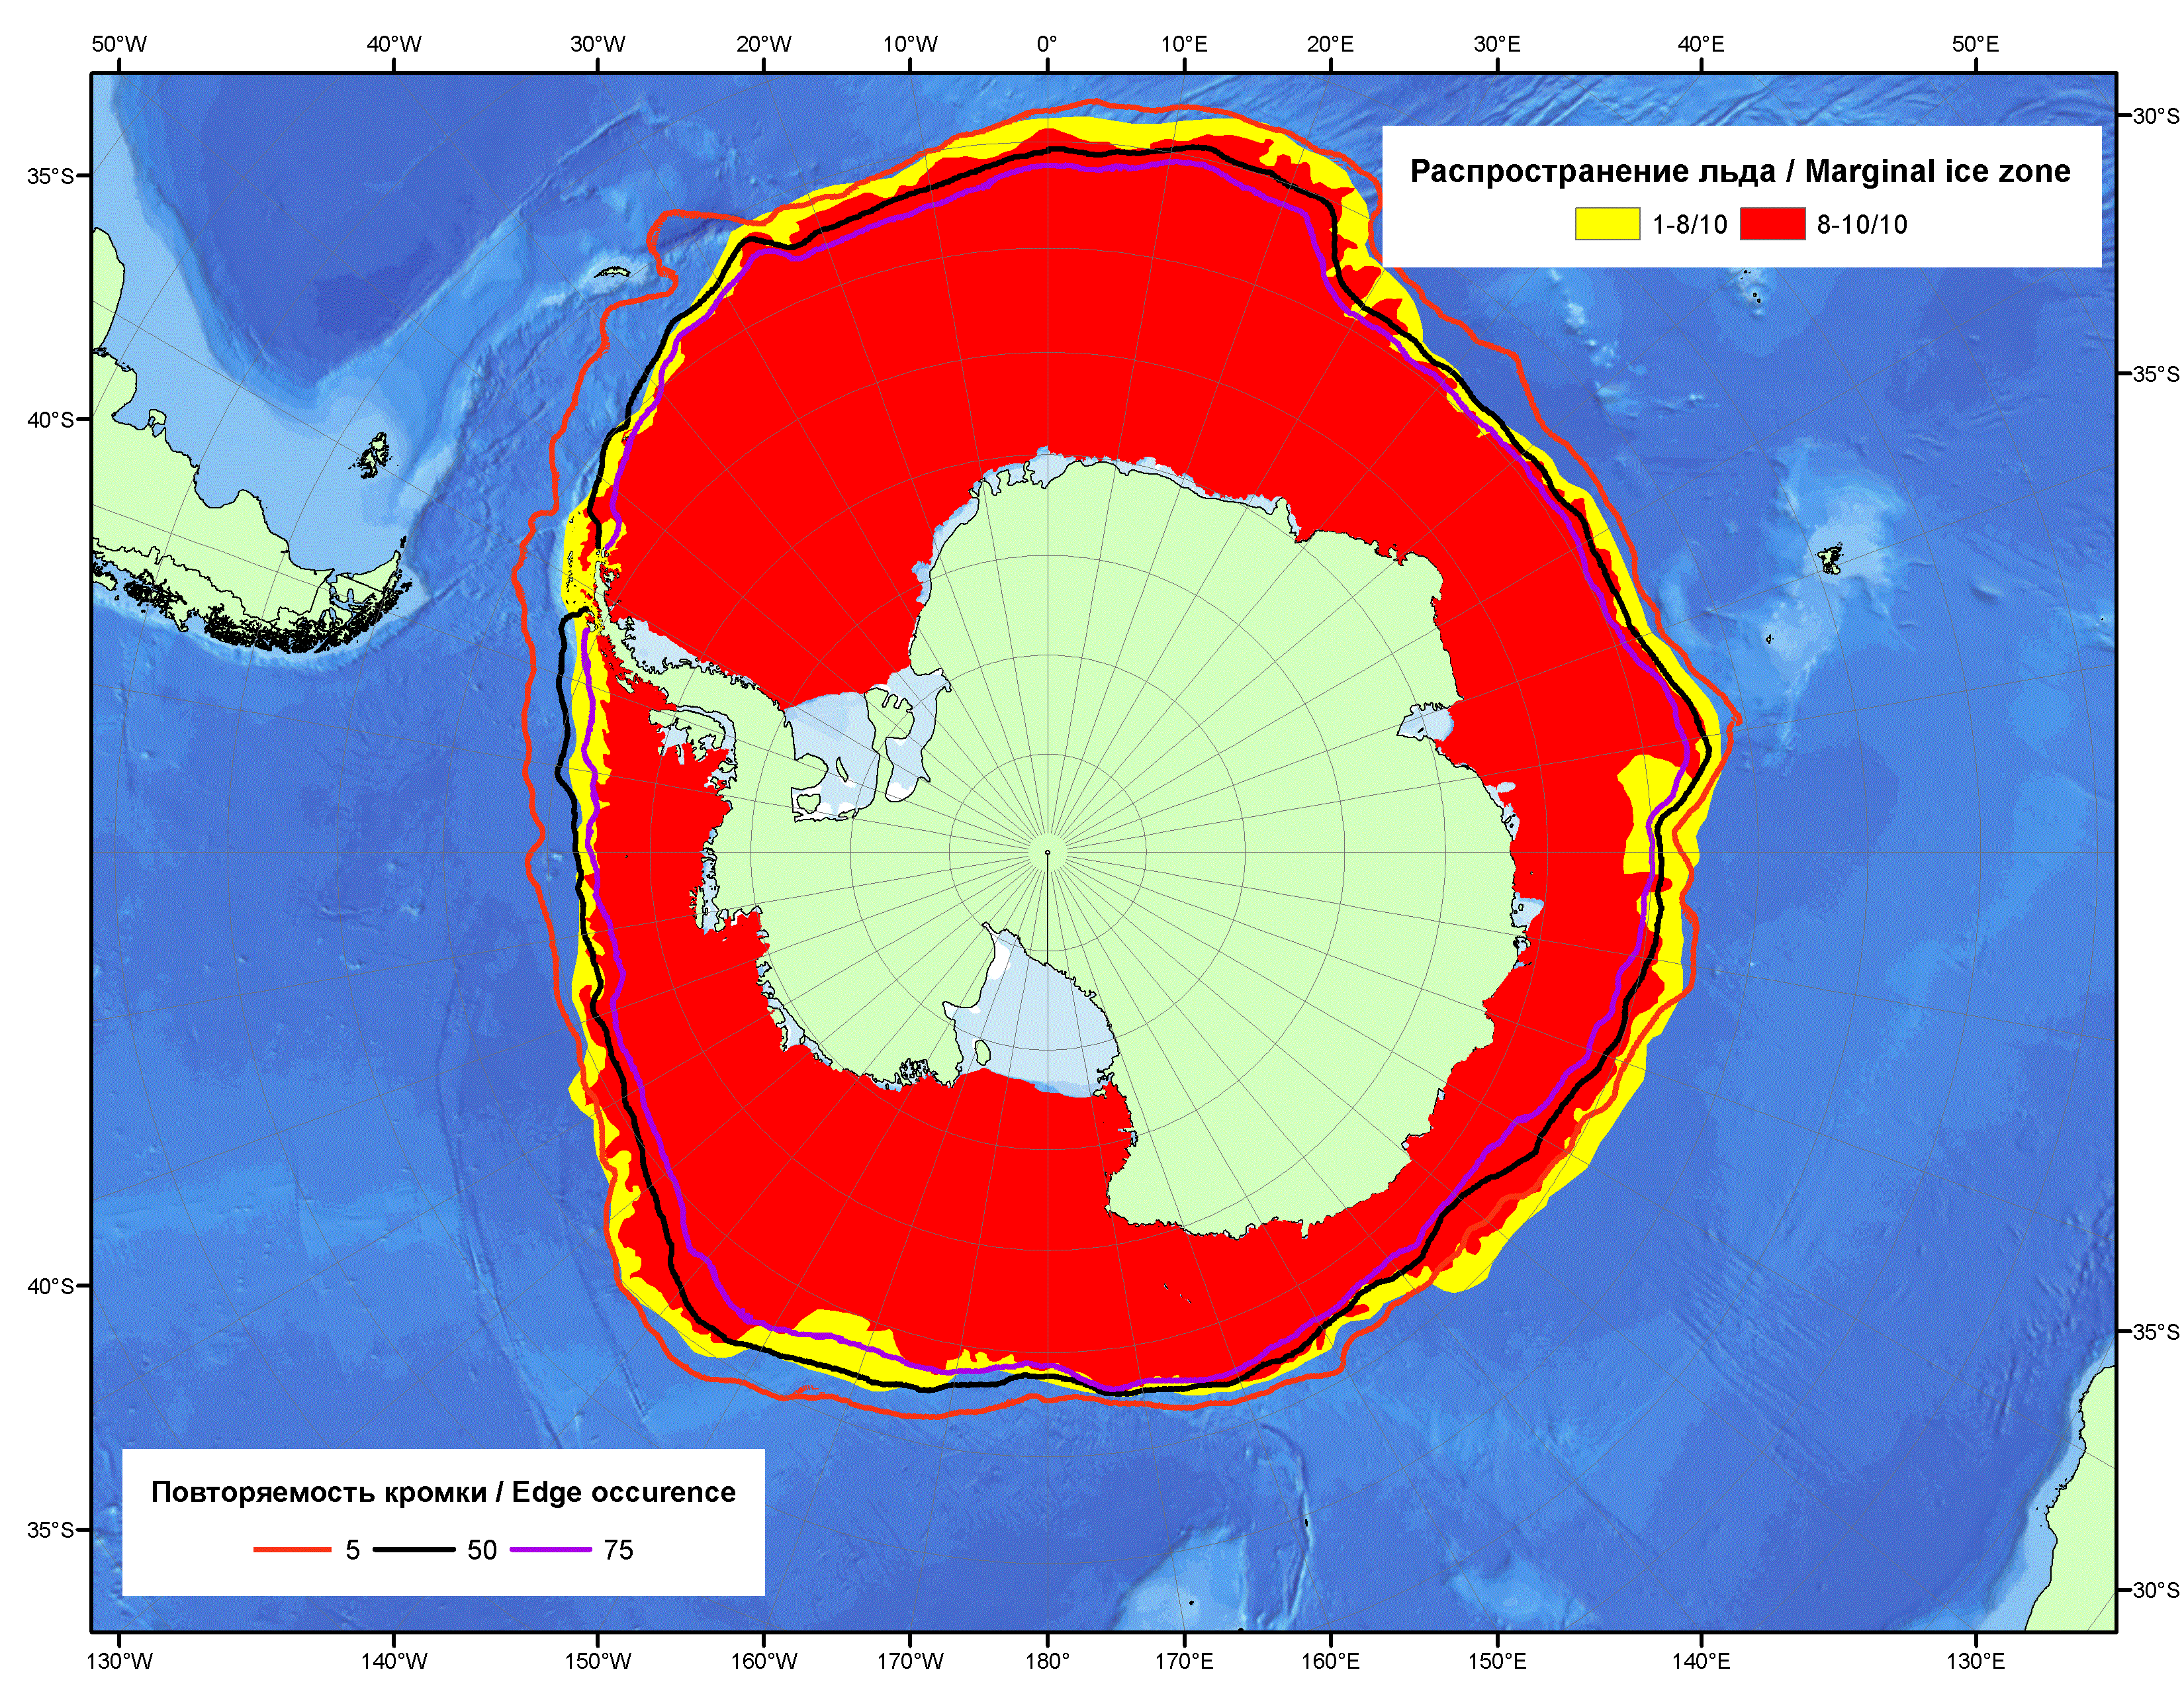 50°W 40°W 30°W 20°W 10°W 0° 10°E 20°E 30°E 40°E 50°E
30°S
Распространение льда / Marginal ice zone
35°S
1-8/10 8-10/10
35°S
40°S
40°S
35°S
Повторяемость кромки / Edge occurence
35°S
5 50 75
30°S
130°W 140°W 150°W 160°W 170°W 180° 170°E 160°E 150°E 140°E 130°E